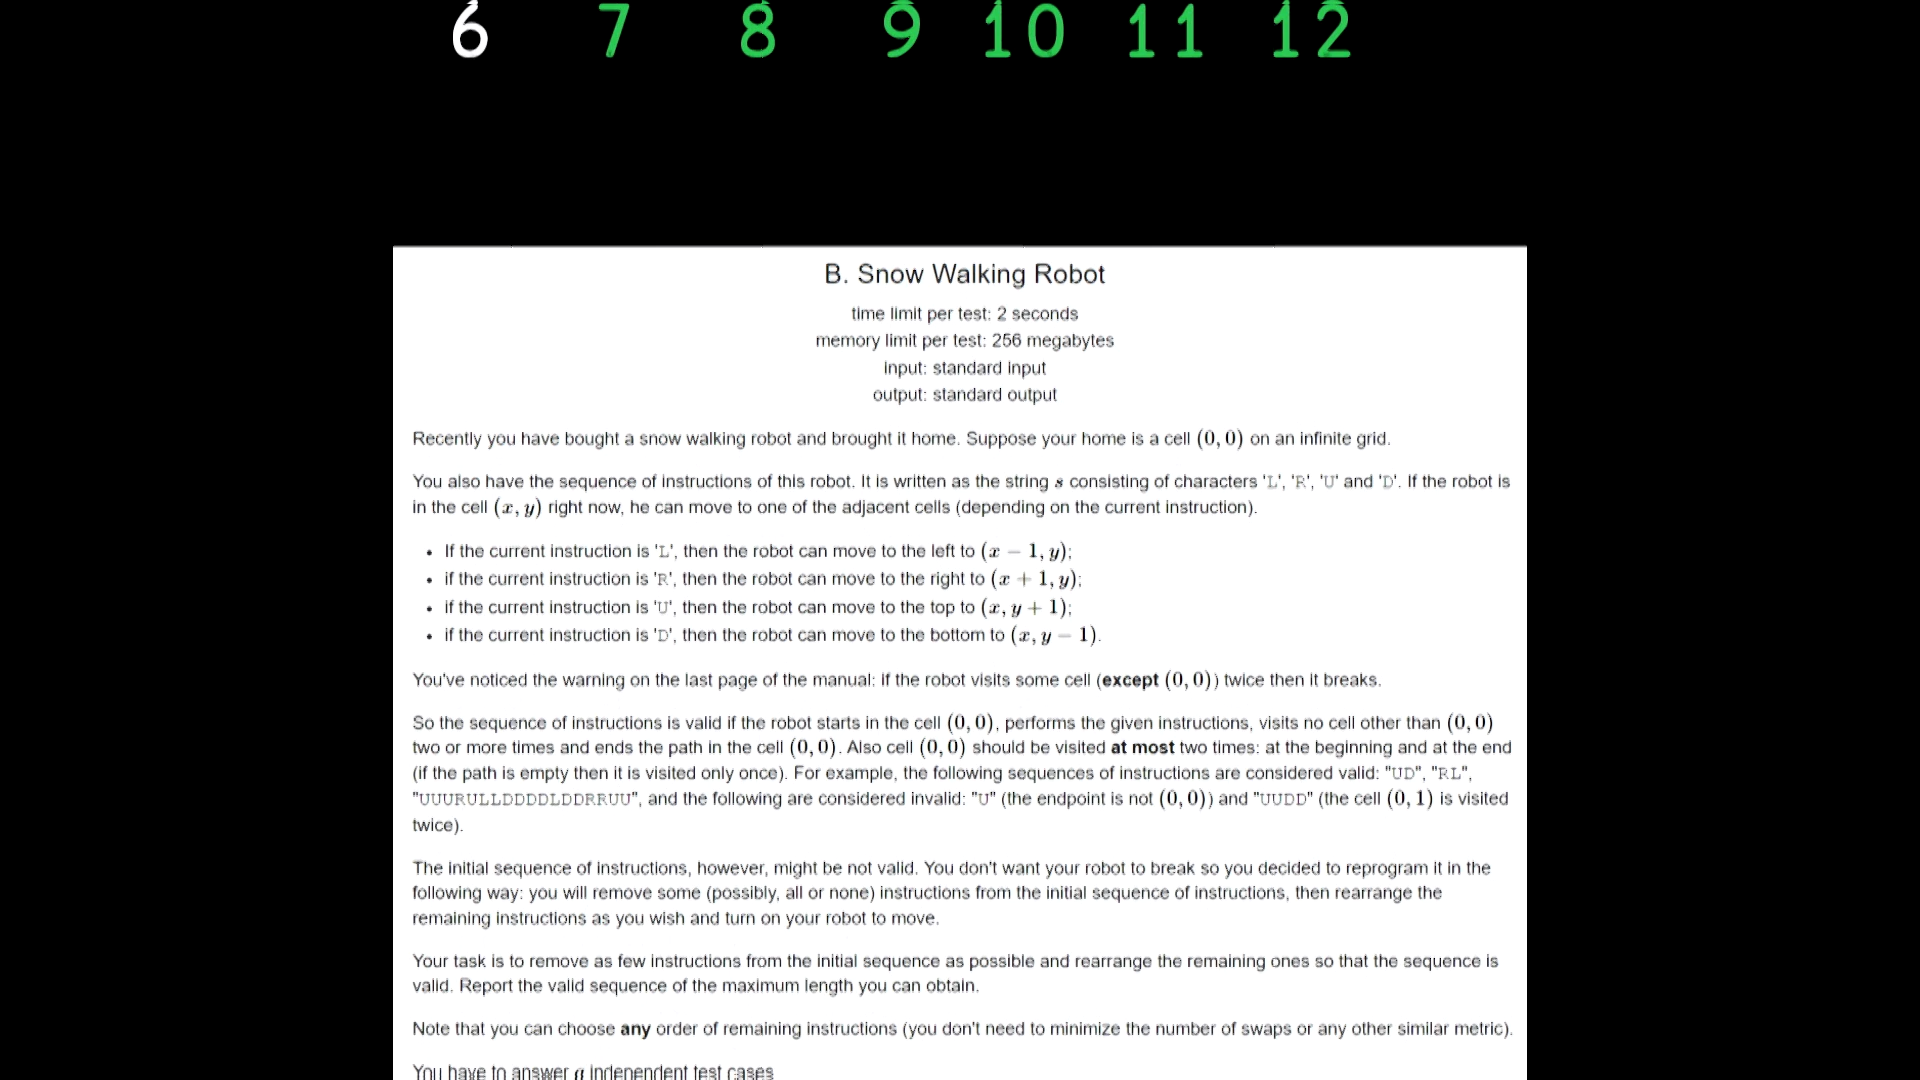 6 7 8 9 10 11 12
B. Snow Walking Robot
time limit per test: 2 seconds
memory limit per test: 256 megabytes
input: standard input
output: standard output
Recently you have bought a snow walking robot and brought it home. Suppose your home is a cell (0, 0) on an infinite grid.
You also have the sequence of instructions of this robot. It is written as the string s consisting of characters 'L', 'R', 'U' and 'D'. If the robot is
in the cell (x, y) right now, he can move to one of the adjacent cells (depending on the current instruction).
• If the current instruction is 'L', then the robot can move to the left to (x − 1, y);
• if the current instruction is 'R', then the robot can move to the right to (x + 1, y);
• if the current instruction is 'U', then the robot can move to the top to (x, y + 1);
• if the current instruction is 'D', then the robot can move to the bottom to (x, y − 1).
You've noticed the warning on the last page of the manual: if the robot visits some cell (except (0, 0)) twice then it breaks.
So the sequence of instructions is valid if the robot starts in the cell (0, 0), performs the given instructions, visits no cell other than (0, 0)
two or more times and ends the path in the cell (0, 0). Also cell (0, 0) should be visited at most two times: at the beginning and at the end
(if the path is empty then it is visited only once). For example, the following sequences of instructions are considered valid: "UD", "RL",
"UUURULLDDDDLDDRRUU", and the following are considered invalid: "U" (the endpoint is not (0, 0)) and "UUDD" (the cell (0, 1) is visited
twice).
The initial sequence of instructions, however, might be not valid. You don't want your robot to break so you decided to reprogram it in the
following way: you will remove some (possibly, all or none) instructions from the initial sequence of instructions, then rearrange the
remaining instructions as you wish and turn on your robot to move.
Your task is to remove as few instructions from the initial sequence as possible and rearrange the remaining ones so that the sequence is
valid. Report the valid sequence of the maximum length you can obtain.
Note that you can choose any order of remaining instructions (you don't need to minimize the number of swaps or any other similar metric).
You have to answer q independent test cases